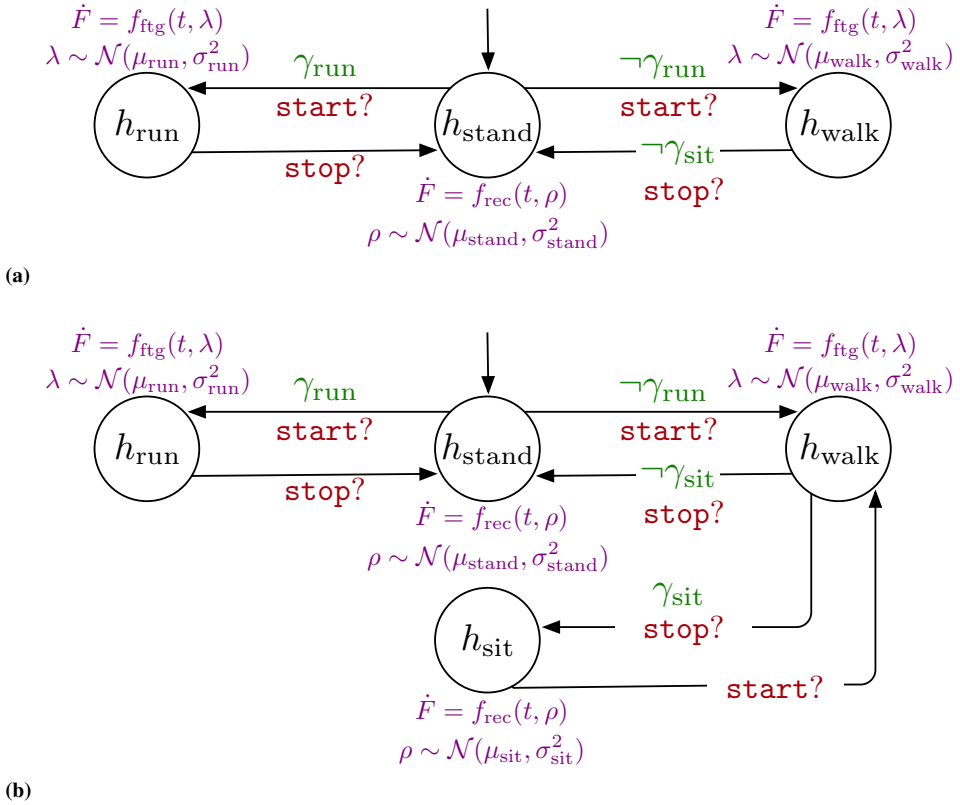 Ḟ = f_ftg(t, λ)
λ ∼ 𝒩(μ_run, σ²_run)
Ḟ = f_ftg(t, λ)
λ ∼ 𝒩(μ_walk, σ²_walk)
γ_run
¬γ_run
start?
start?
h_run
h_stand
h_walk
¬γ_sit
stop?
stop?
Ḟ = f_rec(t, ρ)
ρ ∼ 𝒩(μ_stand, σ²_stand)
(a)
Ḟ = f_ftg(t, λ)
λ ∼ 𝒩(μ_run, σ²_run)
Ḟ = f_ftg(t, λ)
λ ∼ 𝒩(μ_walk, σ²_walk)
γ_run
¬γ_run
start?
start?
h_run
h_stand
h_walk
¬γ_sit
stop?
stop?
Ḟ = f_rec(t, ρ)
ρ ∼ 𝒩(μ_stand, σ²_stand)
γ_sit
stop?
h_sit
start?
Ḟ = f_rec(t, ρ)
ρ ∼ 𝒩(μ_sit, σ²_sit)
(b)